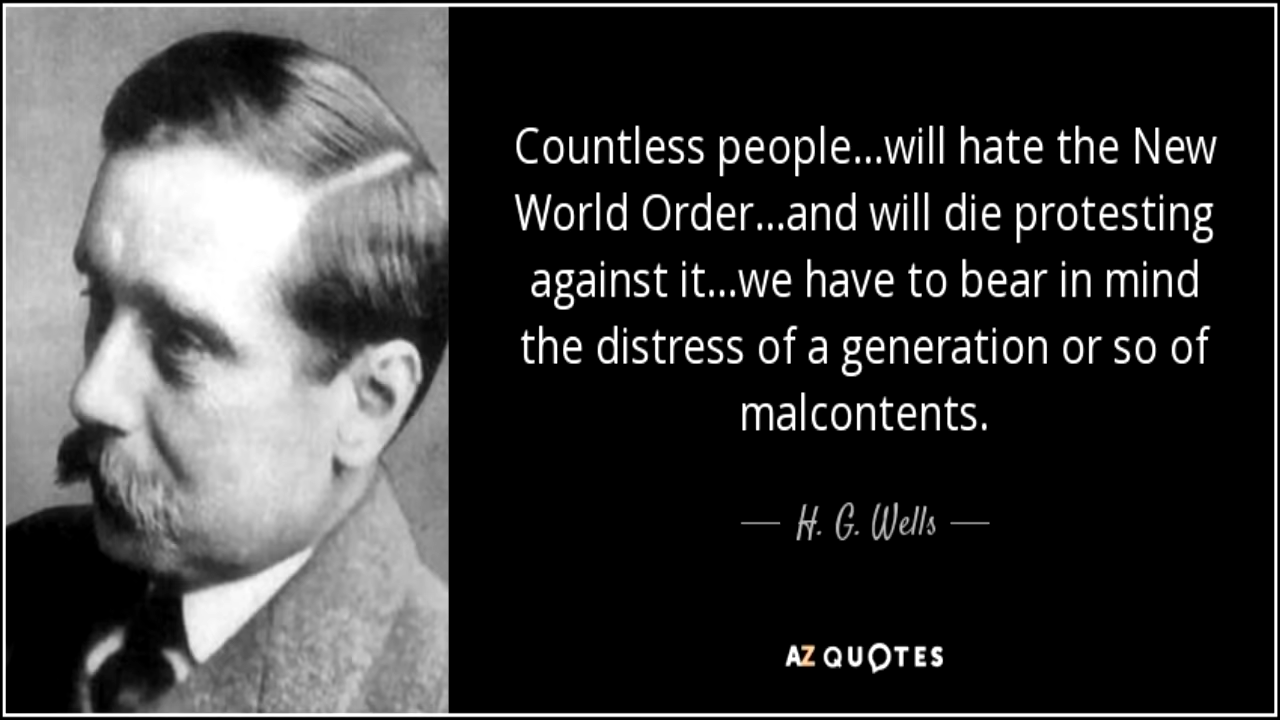 Countless people...will hate the New
World Order...and will die protesting
against it...we have to bear in mind
the distress of a generation or so of
malcontents.
— H. G. Wells —
AZ QUOTES